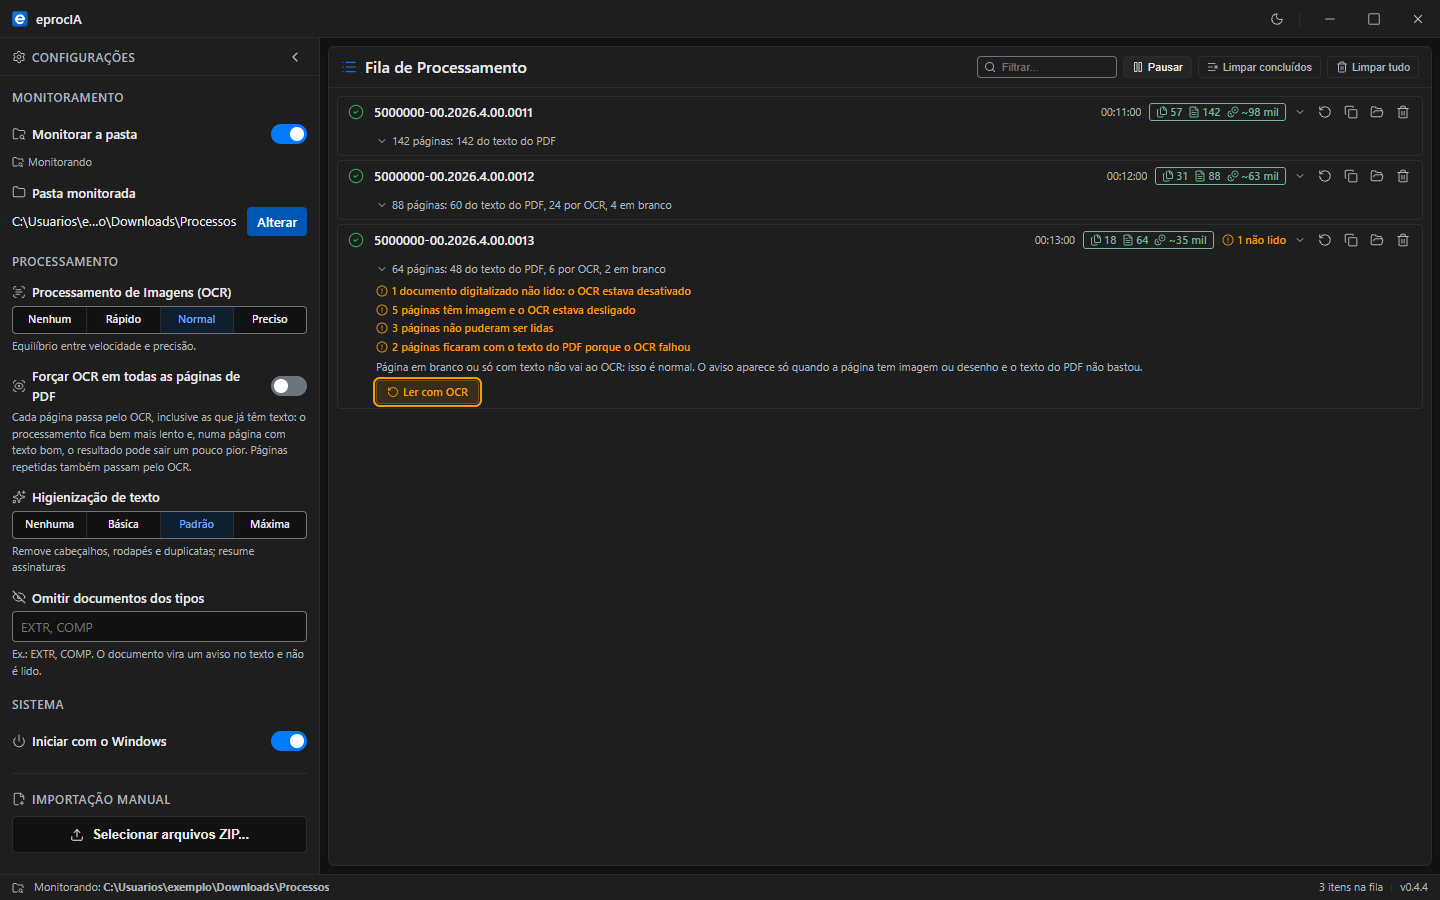 eprocIA
CONFIGURAÇÕES
MONITORAMENTO
Monitorar a pasta
Monitorando
Pasta monitorada
C:\Usuarios\e...o\Downloads\Processos
Alterar
PROCESSAMENTO
Processamento de Imagens (OCR)
Nenhum Rápido Normal Preciso
Equilíbrio entre velocidade e precisão.
Forçar OCR em todas as páginas de
PDF
Cada página passa pelo OCR, inclusive as que já têm texto: o
processamento fica bem mais lento e, numa página com
texto bom, o resultado pode sair um pouco pior. Páginas
repetidas também passam pelo OCR.
Higienização de texto
Nenhuma Básica Padrão Máxima
Remove cabeçalhos, rodapés e duplicatas; resume
assinaturas
Omitir documentos dos tipos
EXTR, COMP
Ex.: EXTR, COMP. O documento vira um aviso no texto e não
é lido.
SISTEMA
Iniciar com o Windows
IMPORTAÇÃO MANUAL
Selecionar arquivos ZIP...
Fila de Processamento
Filtrar...
Pausar
Limpar concluídos
Limpar tudo
5000000-00.2026.4.00.0011
00:11:00 57 142 ~98 mil
142 páginas: 142 do texto do PDF
5000000-00.2026.4.00.0012
00:12:00 31 88 ~63 mil
88 páginas: 60 do texto do PDF, 24 por OCR, 4 em branco
5000000-00.2026.4.00.0013
00:13:00 18 64 ~35 mil 1 não lido
64 páginas: 48 do texto do PDF, 6 por OCR, 2 em branco
1 documento digitalizado não lido: o OCR estava desativado
5 páginas têm imagem e o OCR estava desligado
3 páginas não puderam ser lidas
2 páginas ficaram com o texto do PDF porque o OCR falhou
Página em branco ou só com texto não vai ao OCR: isso é normal. O aviso aparece só quando a página tem imagem ou desenho e o texto do PDF não bastou.
Ler com OCR
Monitorando: C:\Usuarios\exemplo\Downloads\Processos
3 itens na fila
v0.4.4